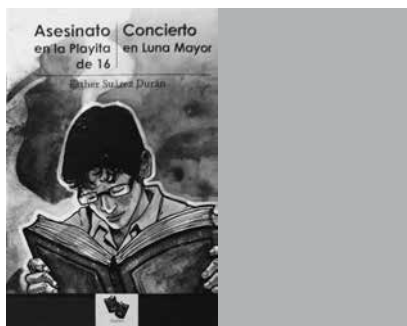 Asesinato
en la Playita
de 16
Concierto
en Luna Mayor
Esther Suárez Durán